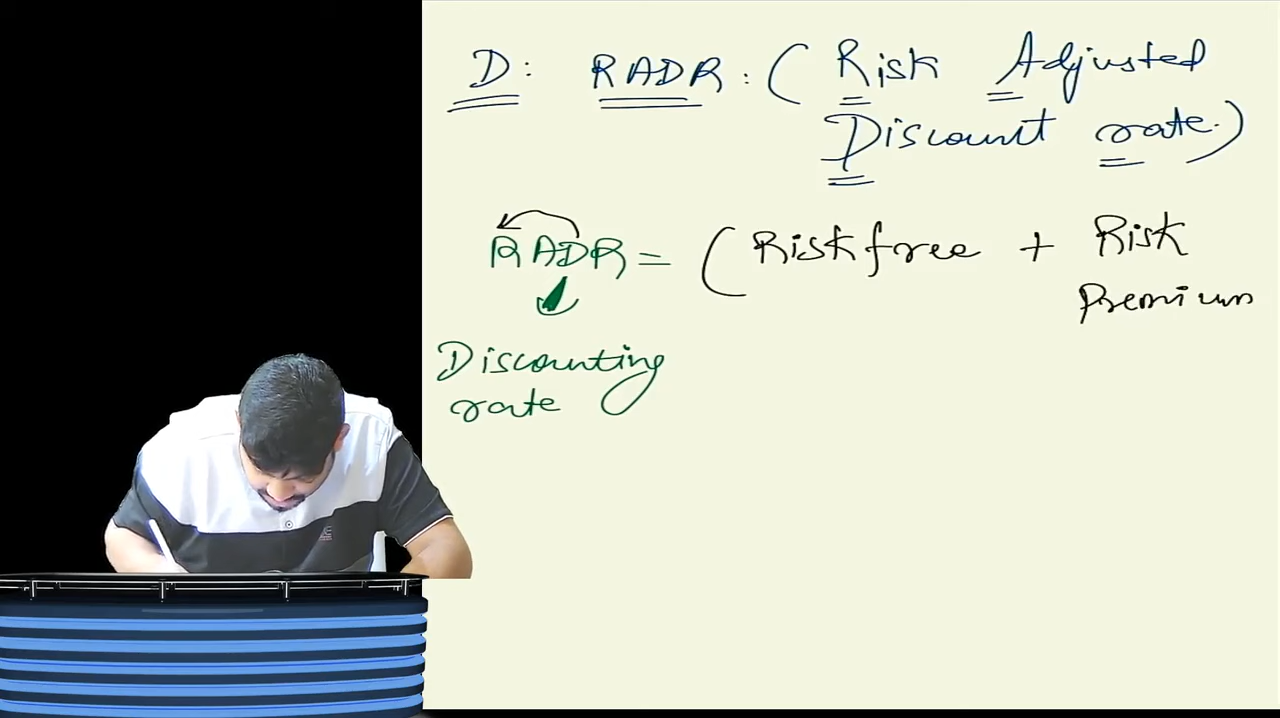 D: RADR: (Risk Adjusted
Discount rate.)
RADR = (Riskfree + Risk
Premium
Discounting
rate